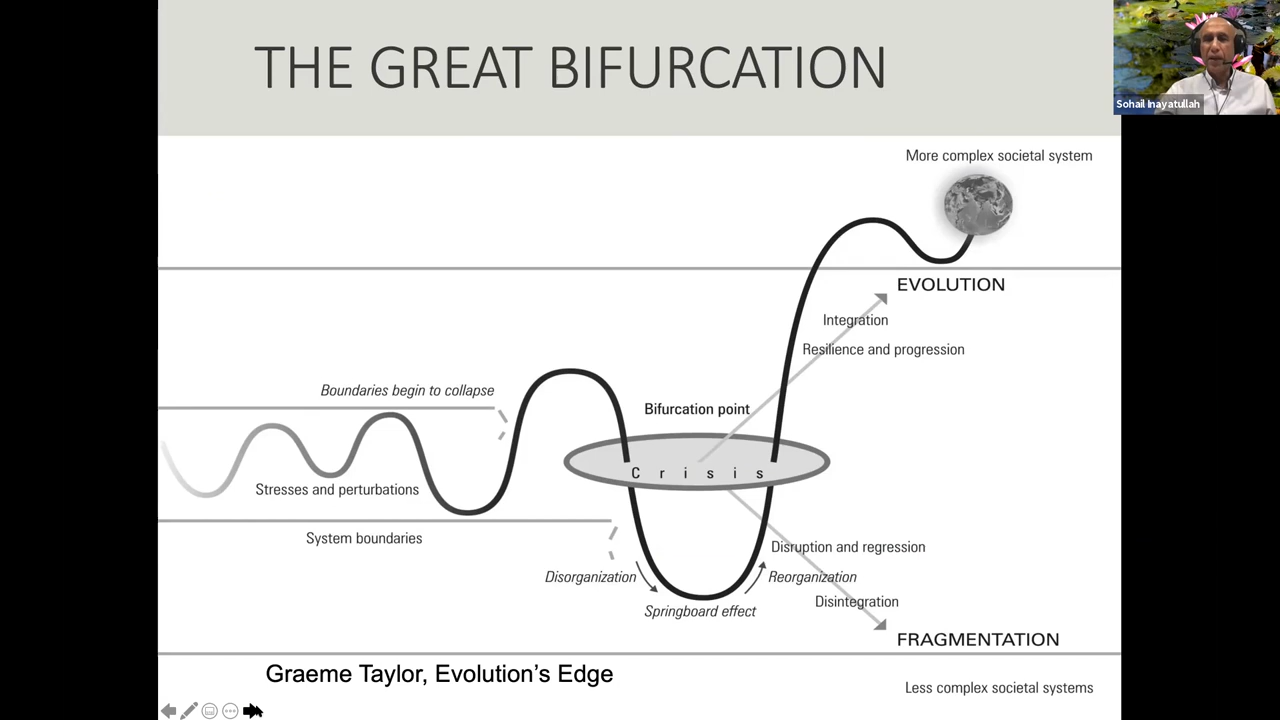 THE GREAT BIFURCATION
Sohail Inayatullah
More complex societal system
EVOLUTION
Integration
Resilience and progression
Boundaries begin to collapse
Bifurcation point
Crisis
Stresses and perturbations
System boundaries
Disruption and regression
Disorganization
Reorganization
Disintegration
Springboard effect
FRAGMENTATION
Graeme Taylor, Evolution’s Edge
Less complex societal systems